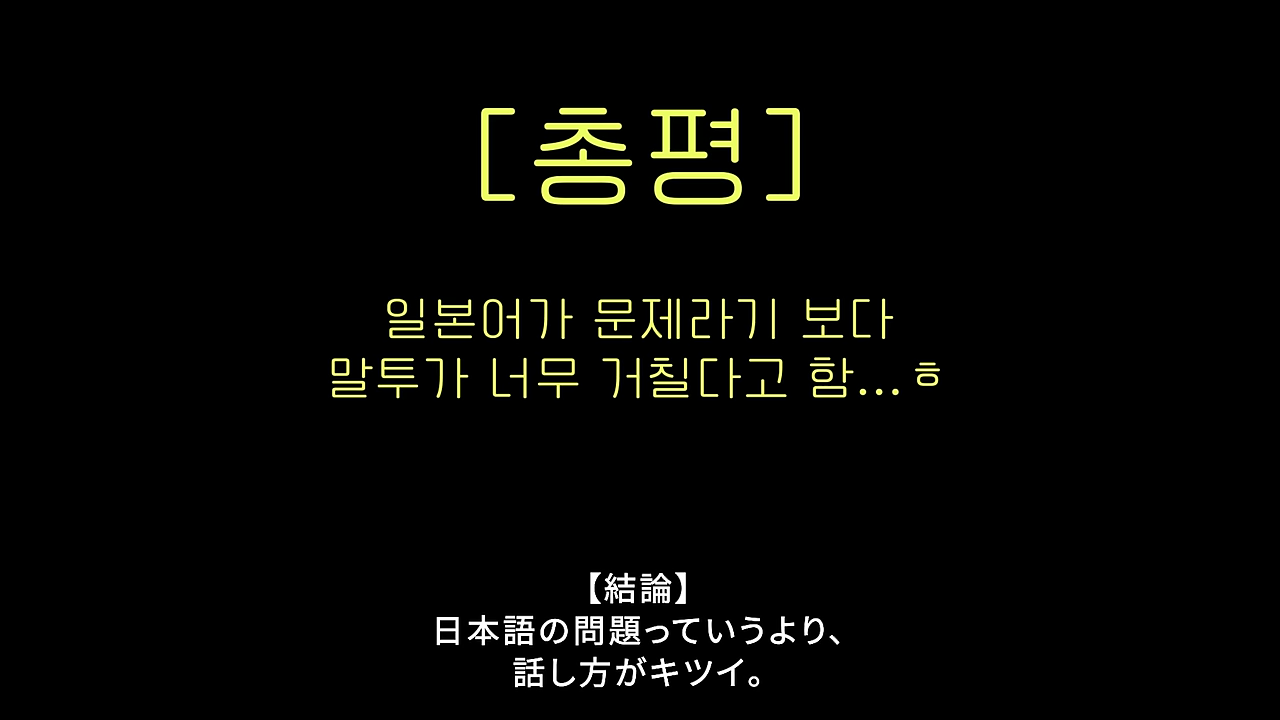 [총평]
일본어가 문제라기 보다
말투가 너무 거칠다고 함...ㅎ
【結論】
日本語の問題っていうより、
話し方がキツイ。